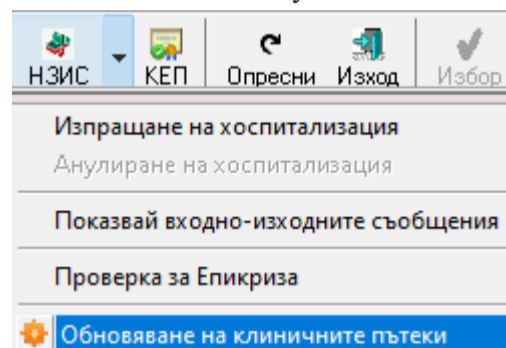 НЗИС КЕП Опресни Изход Избор
Изпращане на хоспитализация
Анулиране на хоспитализация
Показвай входно-изходните съобщения
Проверка за Епикриза
Обновяване на клиничните пътеки